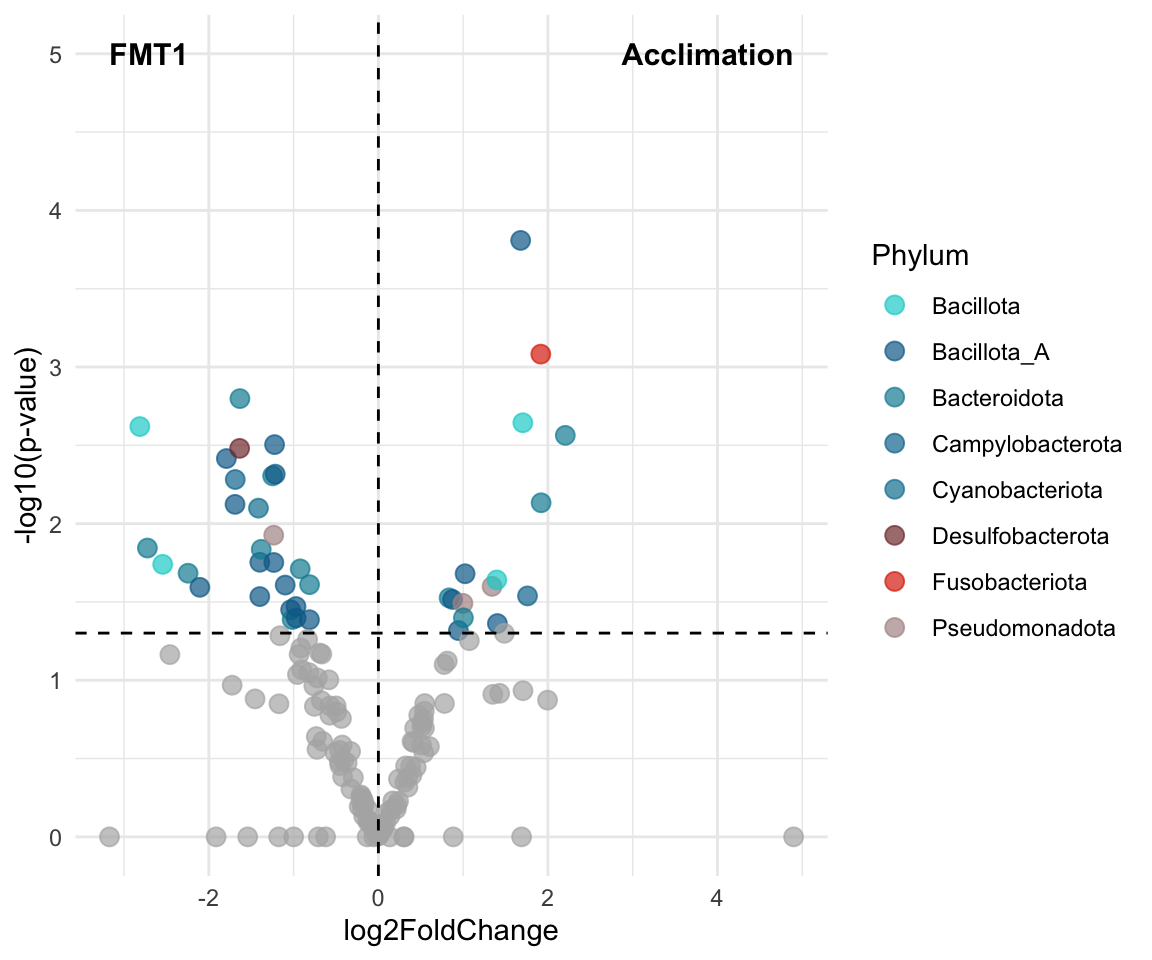 FMT1
Acclimation
5
4
3
2
1
0
-log10(p-value)
-2
0
2
4
log2FoldChange
Phylum
Bacillota
Bacillota_A
Bacteroidota
Campylobacterota
Cyanobacteriota
Desulfobacterota
Fusobacteriota
Pseudomonadota